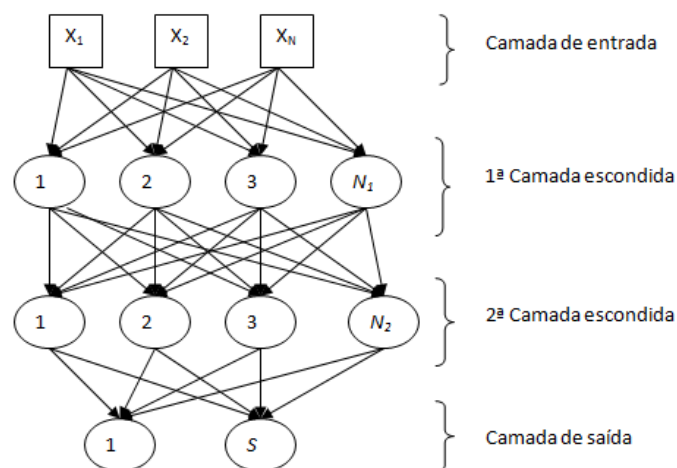 X1 X2 XN Camada de entrada
1 2 3 N1 1ª Camada escondida
1 2 3 N2 2ª Camada escondida
1 S Camada de saída